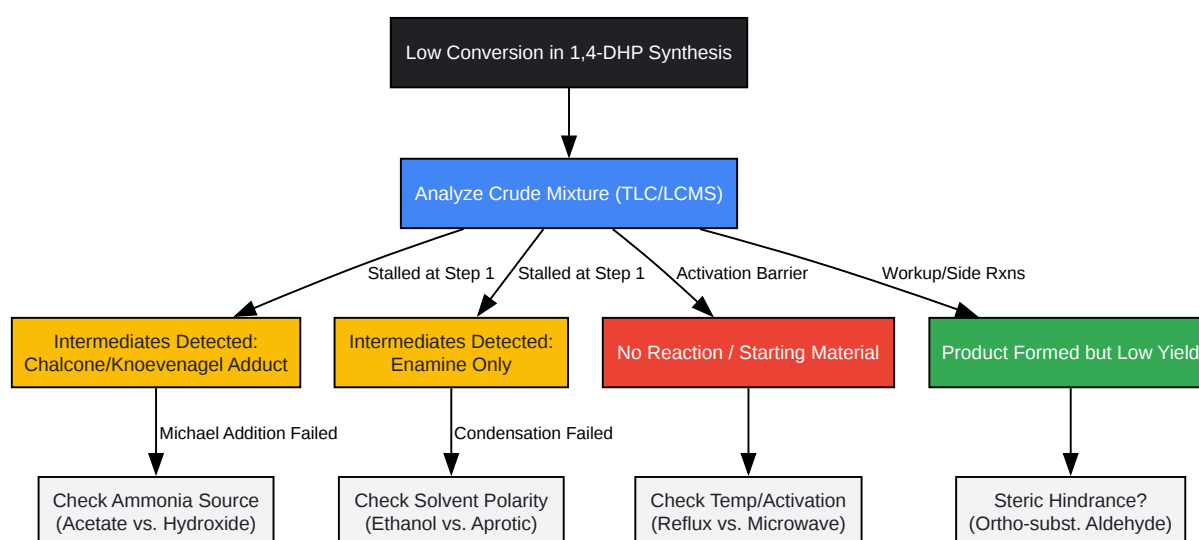 Low Conversion in 1,4-DHP Synthesis
Analyze Crude Mixture (TLC/LCMS)
Stalled at Step 1
Stalled at Step 1
Activation Barrier
Workup/Side Rxns
Intermediates Detected:
Chalcone/Knoevenagel Adduct
Intermediates Detected:
Enamine Only
No Reaction / Starting Material
Product Formed but Low Yield
Michael Addition Failed
Condensation Failed
Check Ammonia Source
(Acetate vs. Hydroxide)
Check Solvent Polarity
(Ethanol vs. Aprotic)
Check Temp/Activation
(Reflux vs. Microwave)
Steric Hindrance?
(Ortho-subst. Aldehyde)